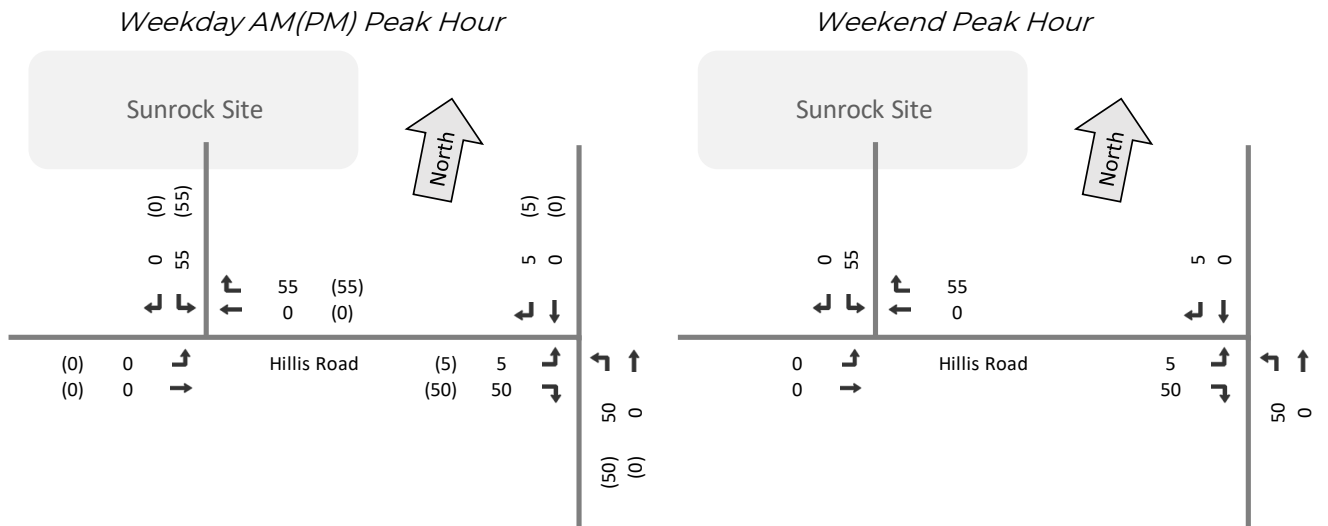 Weekday AM(PM) Peak Hour
Sunrock Site
North
(0) (55)
0 55
(5) (0)
5 0
55 (55)
0 (0)
(0) 0
(0) 0
Hillis Road
(5) 5
(50) 50
50 0
(50) (0)
Weekend Peak Hour
Sunrock Site
North
0 55
5 0
55
0
0
0
Hillis Road
5
50
50 0